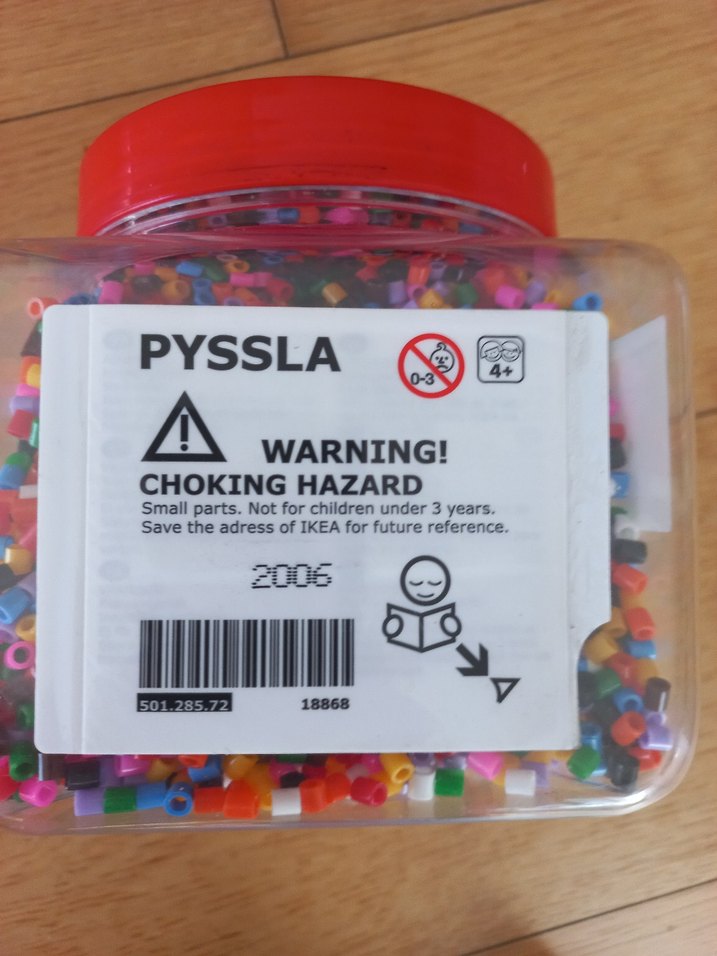 PYSSLA
0-3
4+
WARNING!
CHOKING HAZARD
Small parts. Not for children under 3 years.
Save the adress of IKEA for future reference.
2006
501.285.72
18868